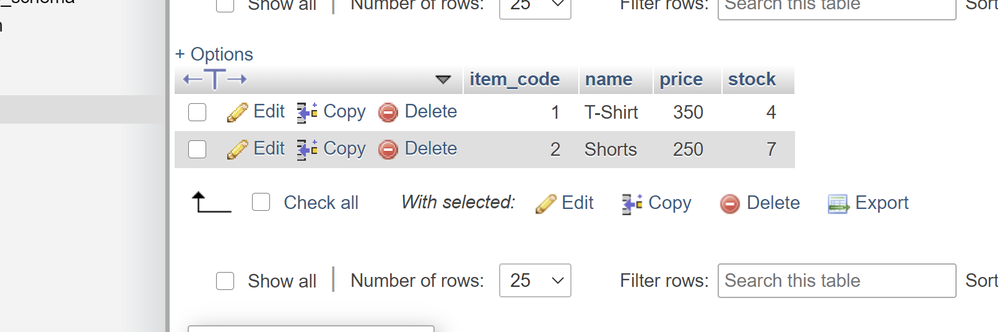 _schema
Show all Number of rows: 25 Filter rows: Search this table Sort
+ Options
←T→ item_code name price stock
Edit Copy Delete 1 T-Shirt 350 4
Edit Copy Delete 2 Shorts 250 7
Check all With selected: Edit Copy Delete Export
Show all Number of rows: 25 Filter rows: Search this table Sort